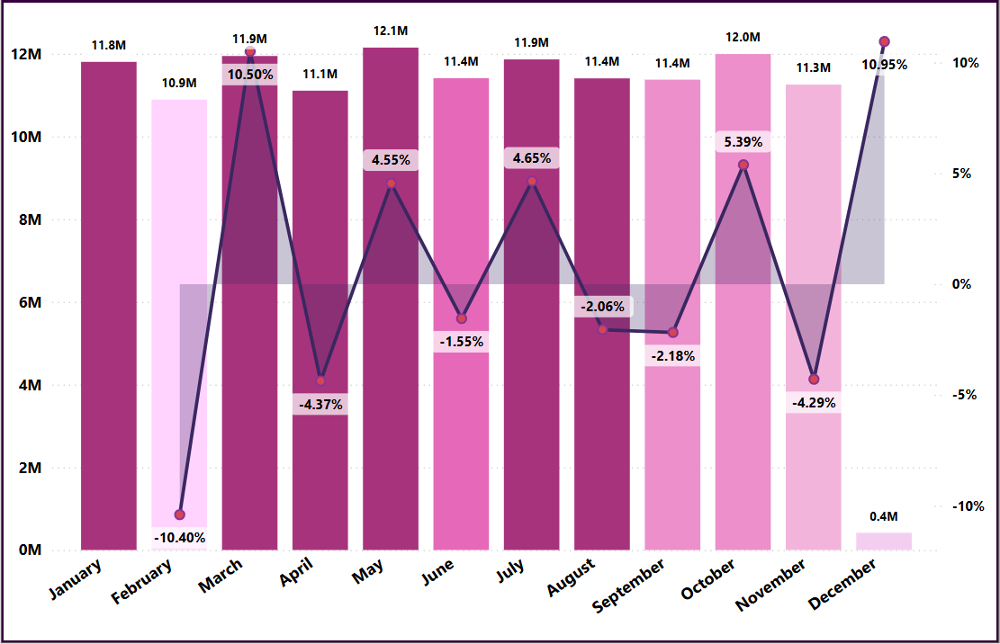 12.1M
11.8M
11.9M
11.9M
12.0M
12M
11.1M
11.4M
11.4M
11.4M
11.3M
10.9M
10.50%
10.95%
10%
10M
4.55%
4.65%
5.39%
5%
8M
0%
6M
-2.06%
-1.55%
-2.18%
4M
-4.37%
-4.29%
-5%
2M
-10%
0.4M
-10.40%
0M
January
February
March
April
May
June
July
August
September
October
November
December